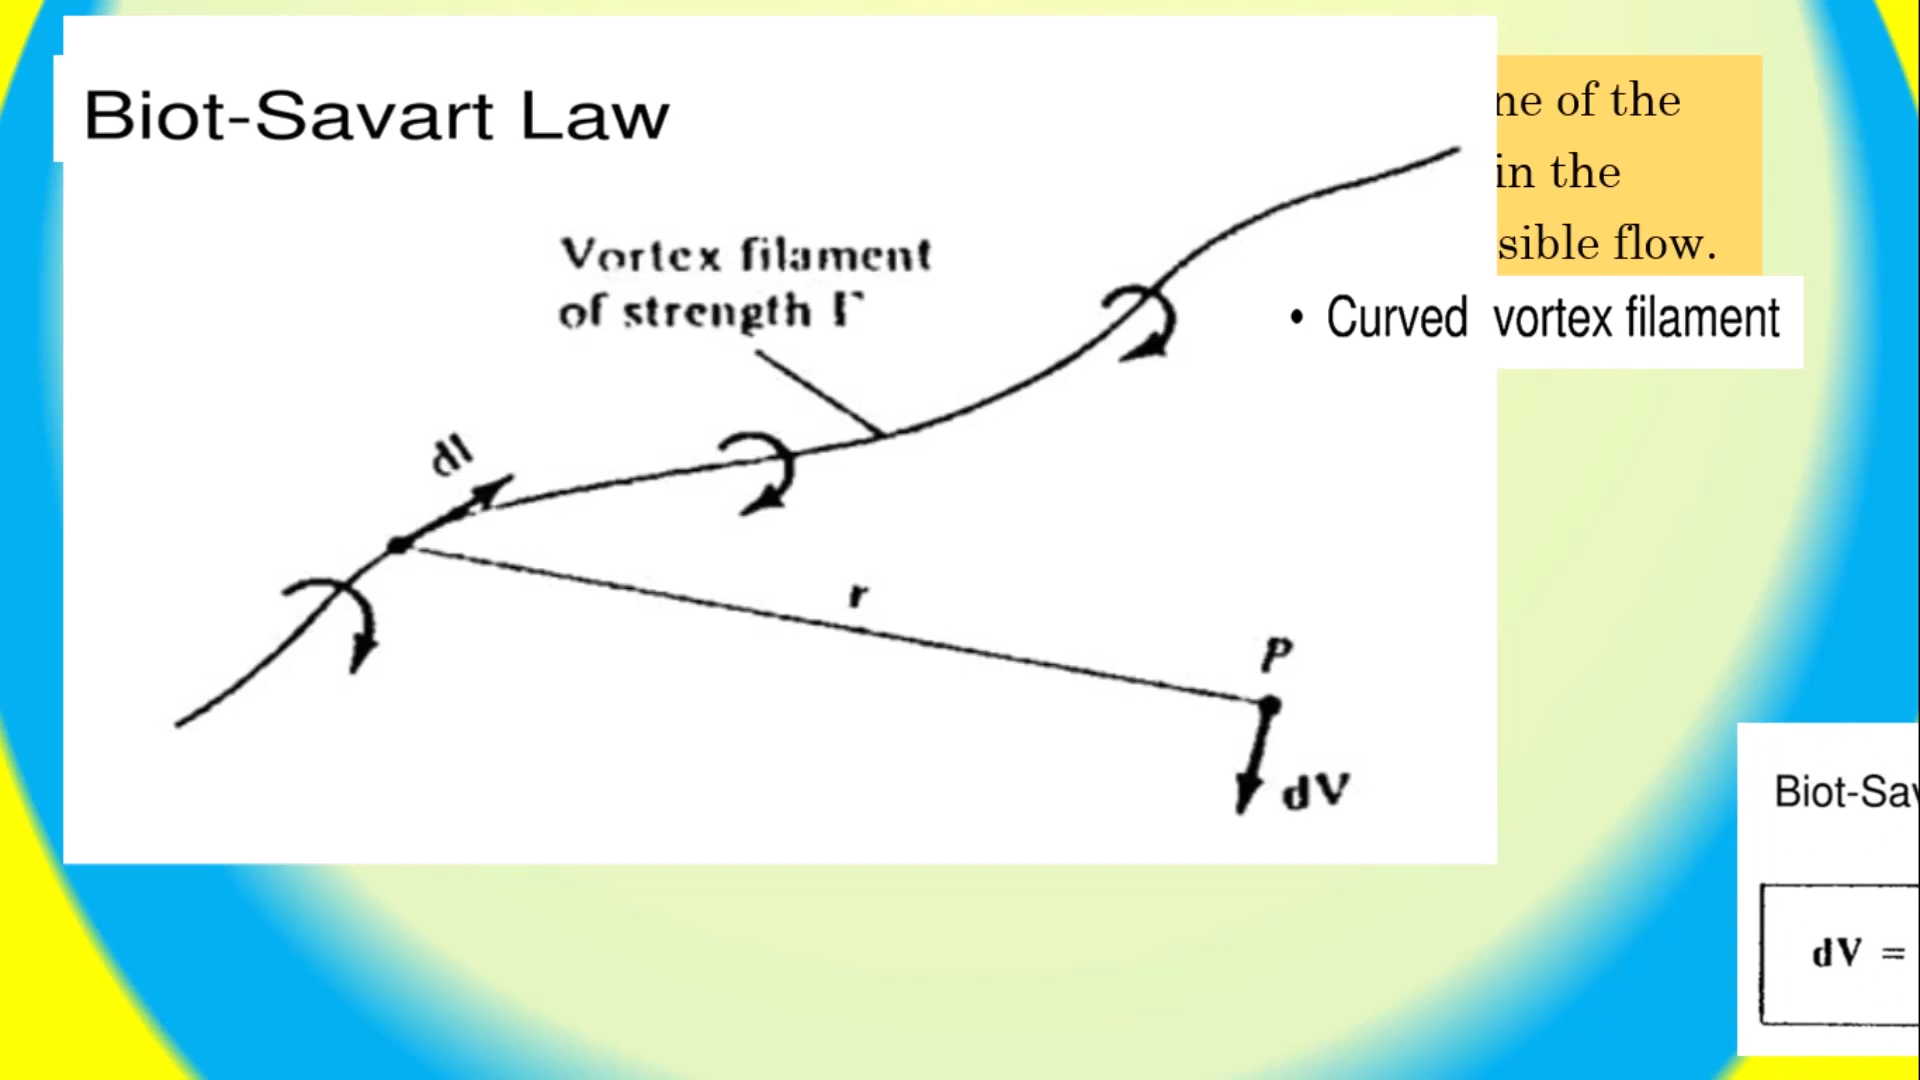 Biot-Savart Law
ne of the
in the
sible flow.
• Curved vortex filament
Vortex filament
of strength Γ
dl
r
P
dV
Biot-Sav
dV =